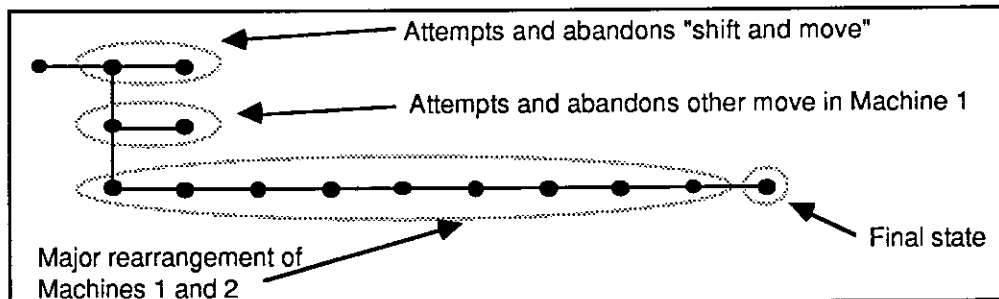 Attempts and abandons "shift and move"
Attempts and abandons other move in Machine 1
Final state
Major rearrangement of
Machines 1 and 2